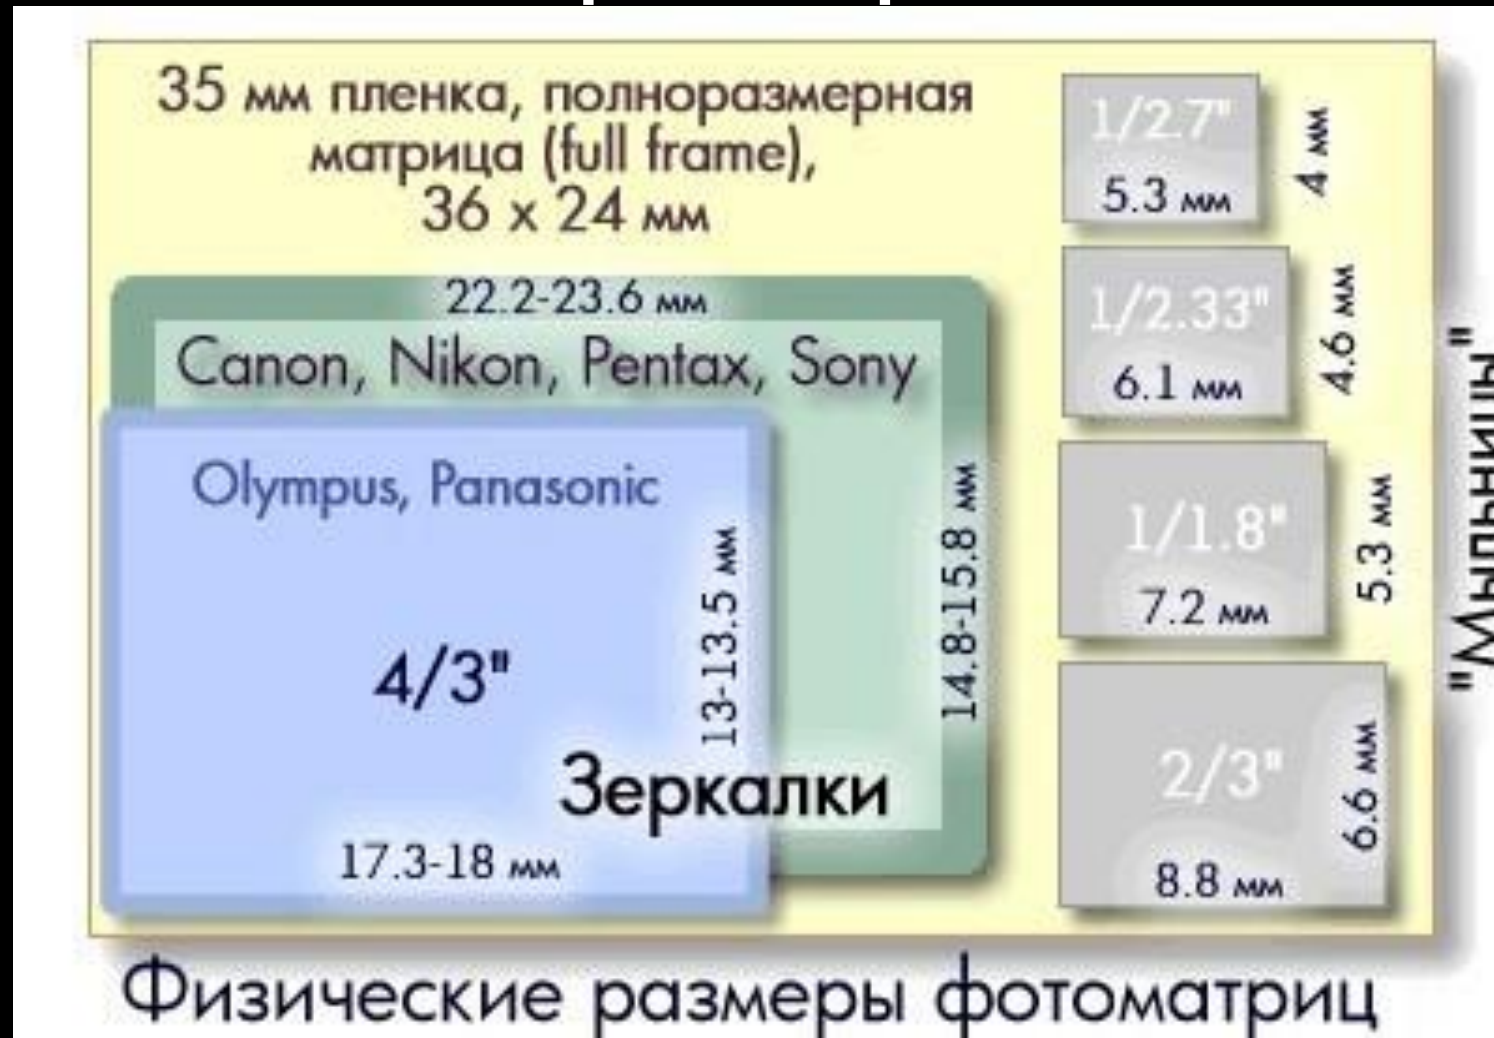 35 мм пленка, полноразмерная
матрица (full frame),
36 x 24 мм
22.2-23.6 мм
Canon, Nikon, Pentax, Sony
14.8-15.8 мм
Olympus, Panasonic
4/3"
13-13.5 мм
17.3-18 мм
Зеркалки
1/2.7"
5.3 мм
4 мм
1/2.33"
6.1 мм
4.6 мм
1/1.8"
7.2 мм
5.3 мм
2/3"
8.8 мм
6.6 мм
"Мыльницы"
Физические размеры фотоматриц